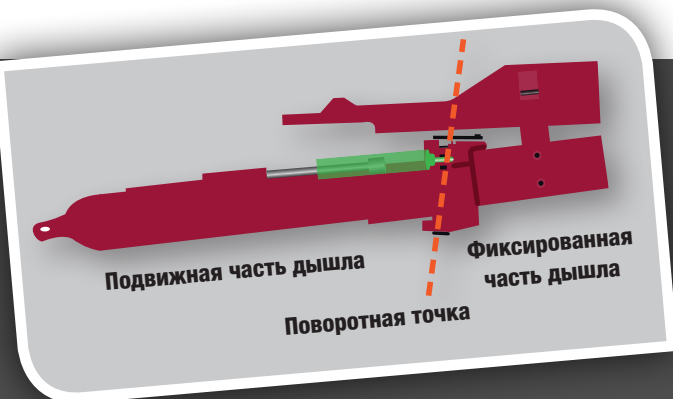 Подвижная часть дышла
Фиксированная
часть дышла
Поворотная точка